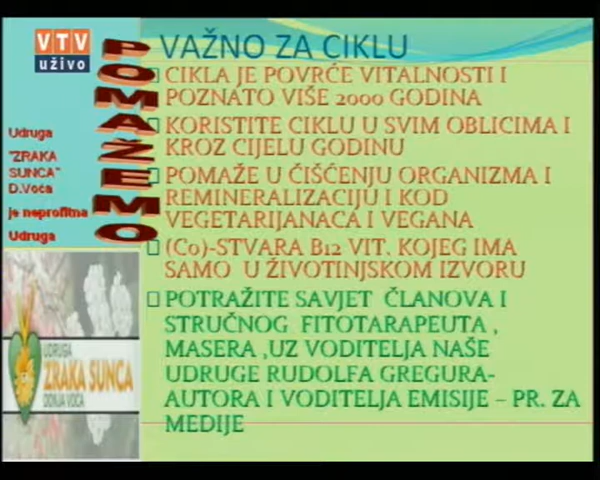 VTV
uživo
POMAŽEMO
Udruga
"ZRAKA
SUNCA"
D.Voća
je neprofitna
Udruga
UDRUGA
ZRAKA SUNCA
DONJA VOĆA
VAŽNO ZA CIKLU
CIKLA JE POVRĆE VITALNOSTI I
POZNATO VIŠE 2000 GODINA
KORISTITE CIKLU U SVIM OBLICIMA I
KROZ CIJELU GODINU
POMAŽE U ČIŠĆENJU ORGANIZMA I
REMINERALIZACIJU I KOD
VEGETARIJANACA I VEGANA
(Co)-STVARA B12 VIT. KOJEG IMA
SAMO U ŽIVOTINJSKOM IZVORU
POTRAŽITE SAVJET ČLANOVA I
STRUČNOG FITOTARAPEUTA ,
MASERA ,UZ VODITELJA NAŠE
UDRUGE RUDOLFA GREGURA-
AUTORA I VODITELJA EMISIJE – PR. ZA
MEDIJE